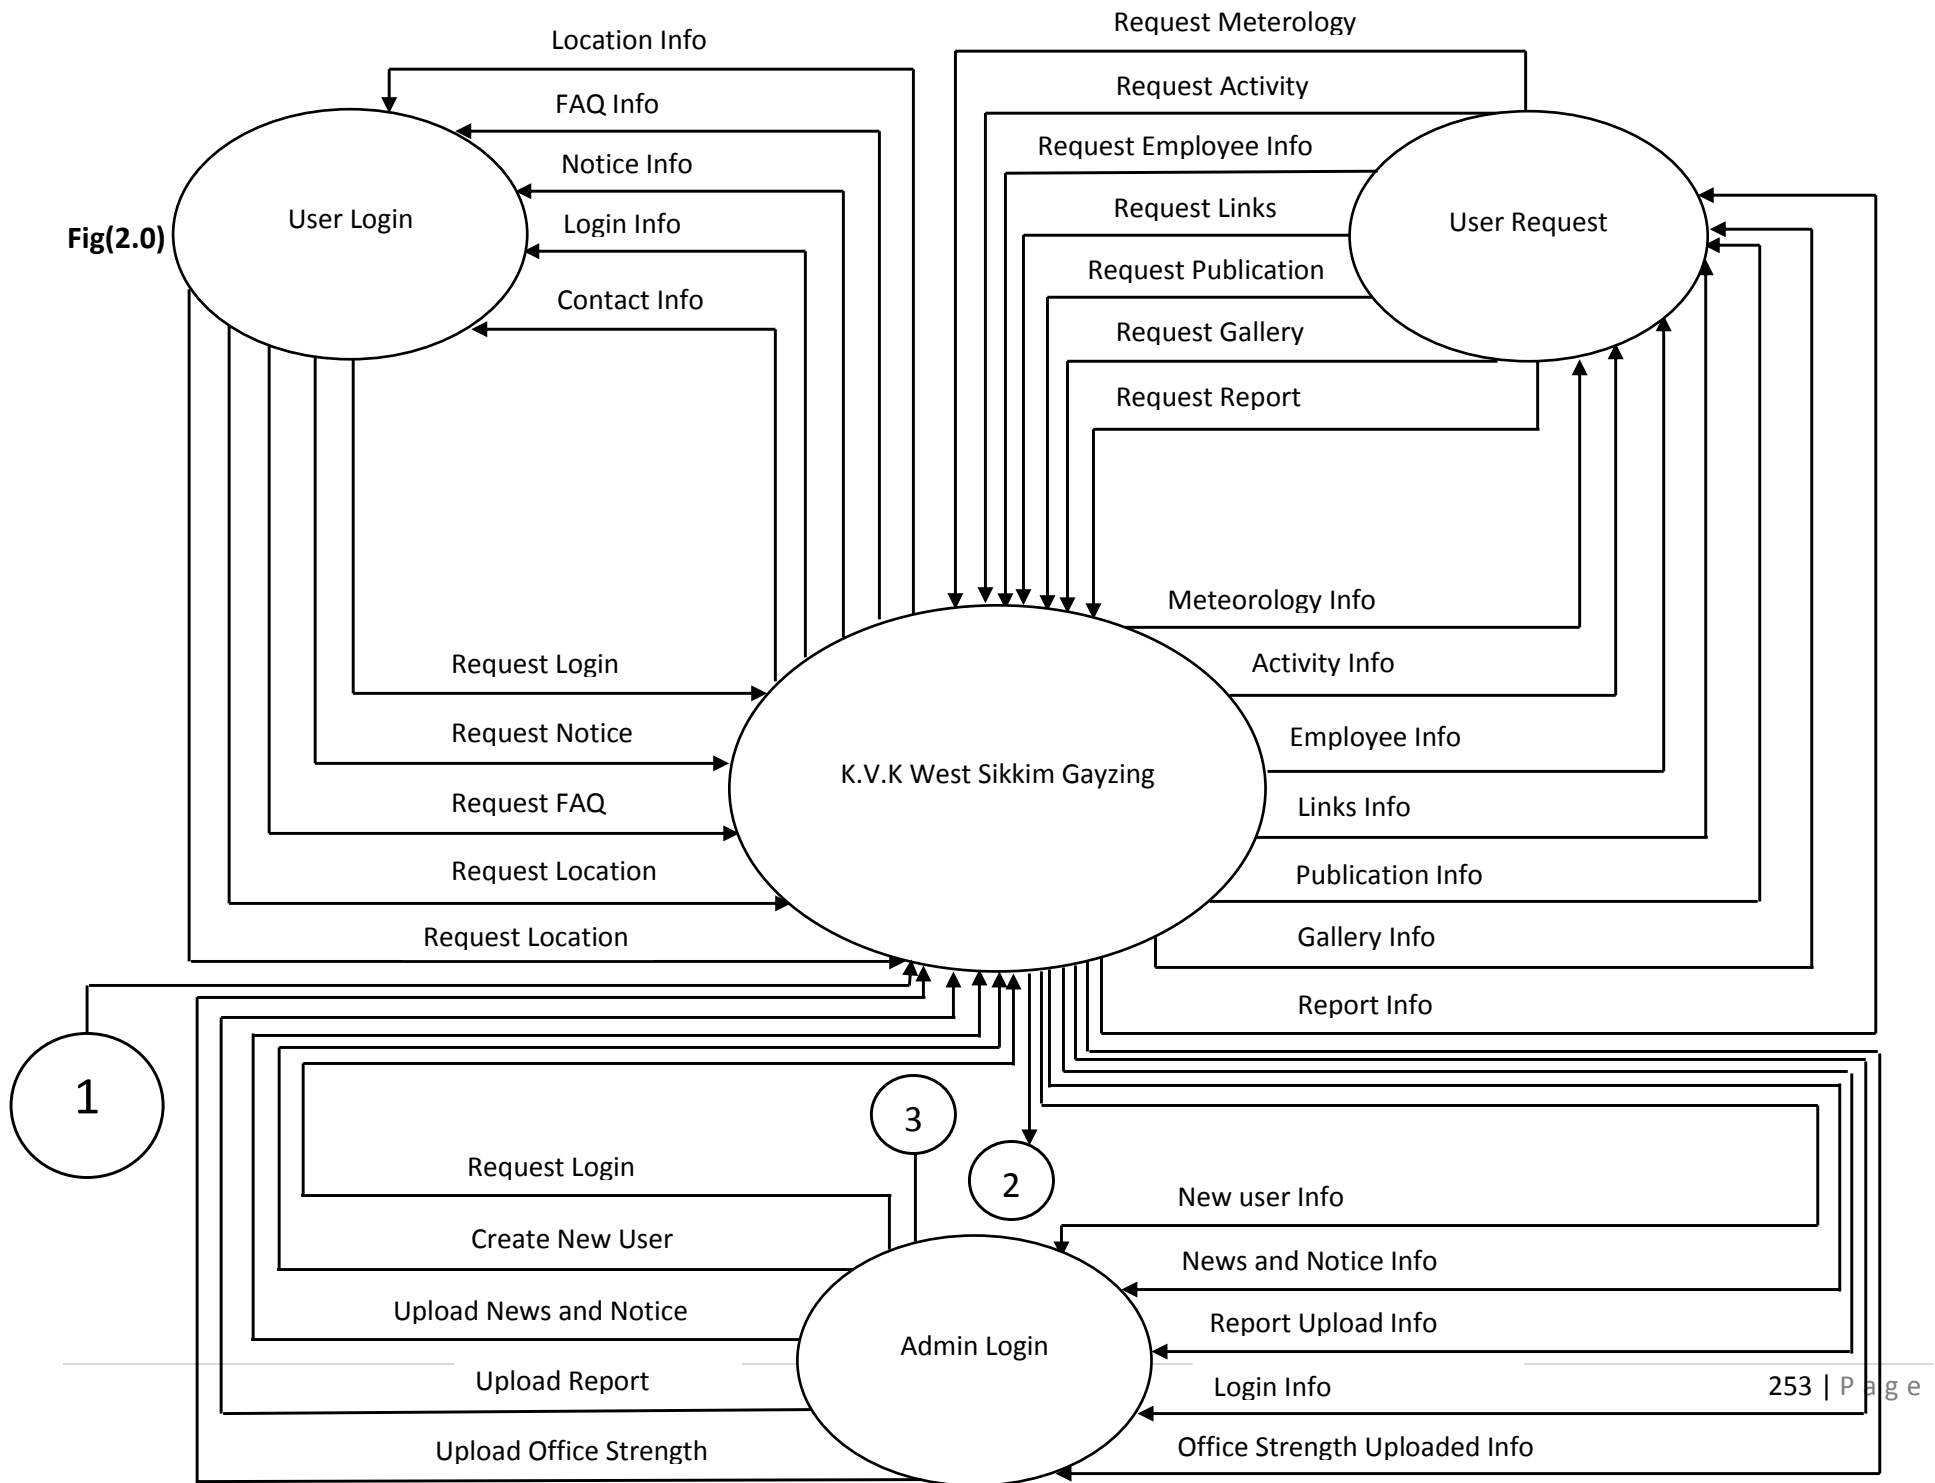 Request Meterology
Location Info
Request Activity
FAQ Info
Request Employee Info
Notice Info
Request Links
User Login
Login Info
User Request
Fig(2.0)
Request Publication
Contact Info
Request Gallery
Request Report
Meteorology Info
Request Login
Activity Info
Request Notice
Employee Info
K.V.K West Sikkim Gayzing
Request FAQ
Links Info
Request Location
Publication Info
Request Location
Gallery Info
Report Info
1
3
Request Login
2
New user Info
Create New User
News and Notice Info
Upload News and Notice
Report Upload Info
Admin Login
Upload Report
Login Info
253 | Page
Upload Office Strength
Office Strength Uploaded Info